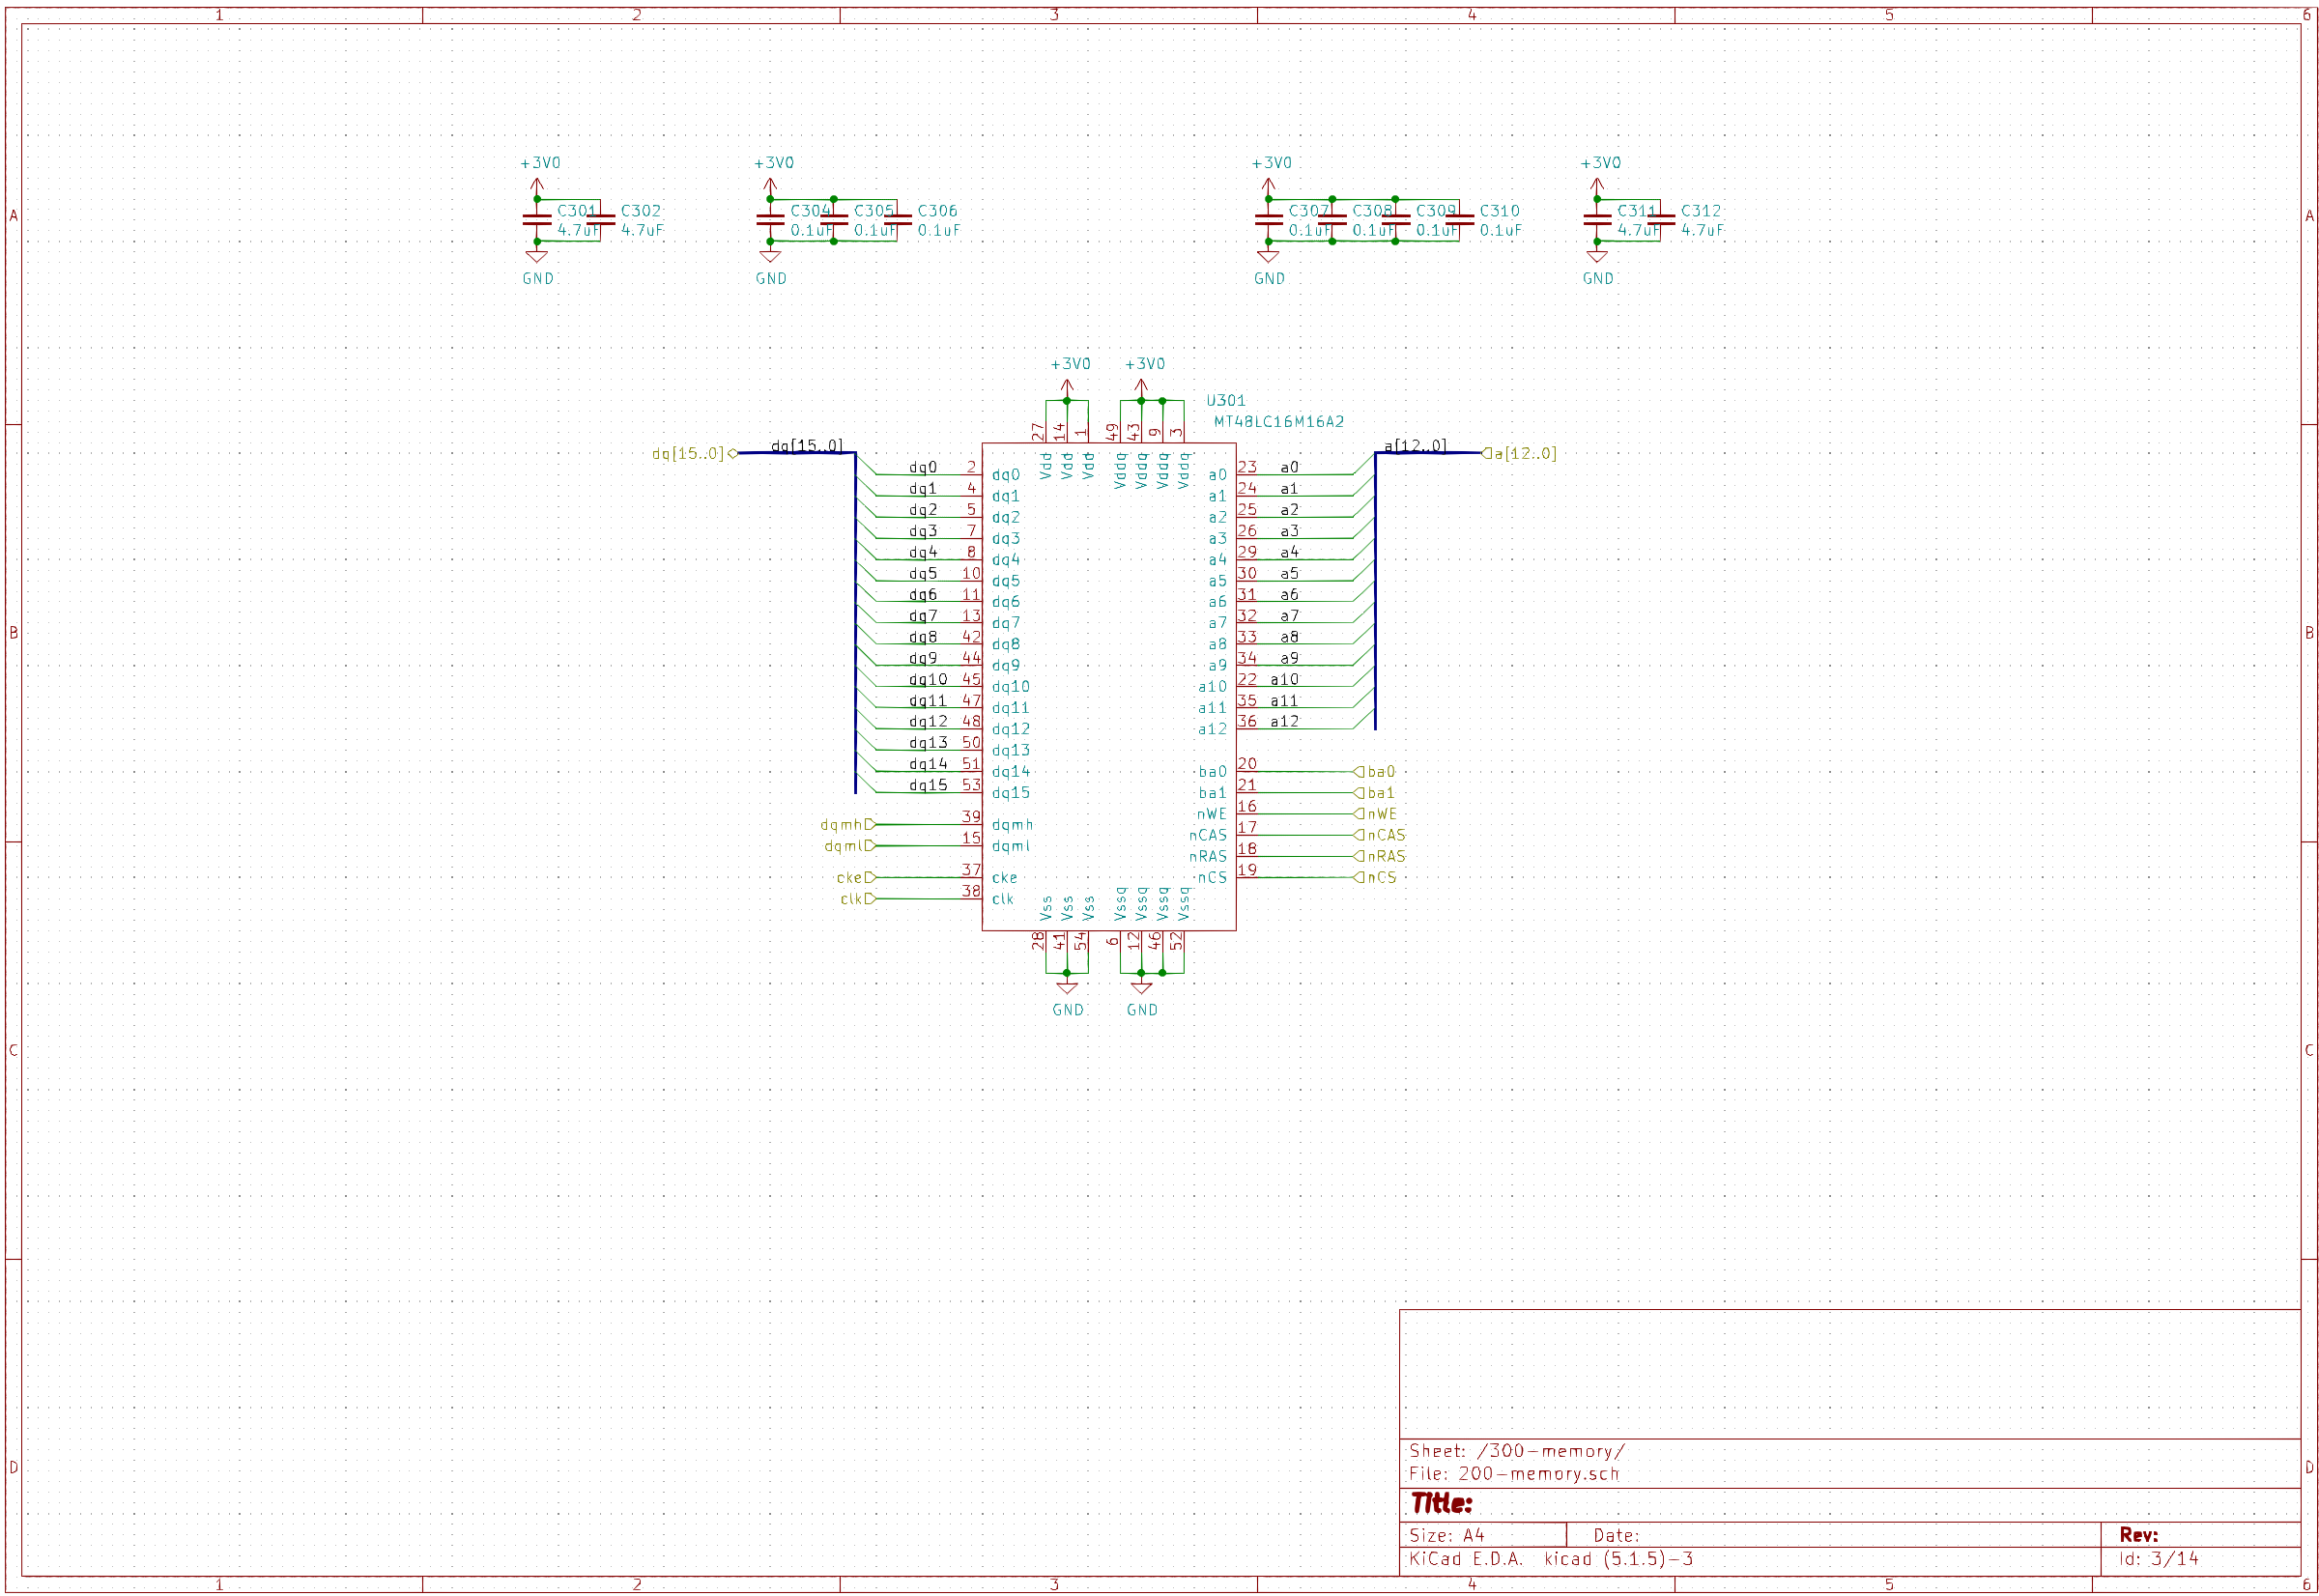 1 2 3 4 5 6
+3V0 +3V0 +3V0 +3V0
A A
C301 C302 C304 C305 C306 C307 C308 C309 C310 C311 C312
4.7uF 4.7uF 0.1uF 0.1uF 0.1uF 0.1uF 0.1uF 0.1uF 0.1uF 4.7uF 4.7uF
GND GND GND GND
+3V0 +3V0
U301
MT48LC16M16A2
27 14 1 49 43 9 3
Vdd Vdd Vdd Vddq Vddq Vddq Vddq
dq[15..0] dq[15..0] a[12..0] a[12..0]
dq0 2 dq0 a0 23 a0
dq1 4 dq1 a1 24 a1
dq2 5 dq2 a2 25 a2
dq3 7 dq3 a3 26 a3
dq4 8 dq4 a4 29 a4
dq5 10 dq5 a5 30 a5
dq6 11 dq6 a6 31 a6
dq7 13 dq7 a7 32 a7
B B
dq8 42 dq8 a8 33 a8
dq9 44 dq9 a9 34 a9
dq10 45 dq10 a10 22 a10
dq11 47 dq11 a11 35 a11
dq12 48 dq12 a12 36 a12
dq13 50 dq13
dq14 51 dq14 ba0 20 ba0
dq15 53 dq15 ba1 21 ba1
nWE 16 nWE
dqmh 39 dqmh nCAS 17 nCAS
dqml 15 dqml nRAS 18 nRAS
cke 37 cke nCS 19 nCS
clk 38 clk
Vss Vss Vss Vssq Vssq Vssq Vssq
28 41 54 6 12 46 52
GND GND
C C
Sheet: /300-memory/
File: 200-memory.sch
D D
Title:
Size: A4 Date: Rev:
KiCad E.D.A. kicad (5.1.5)-3 Id: 3/14
1 2 3 4 5 6